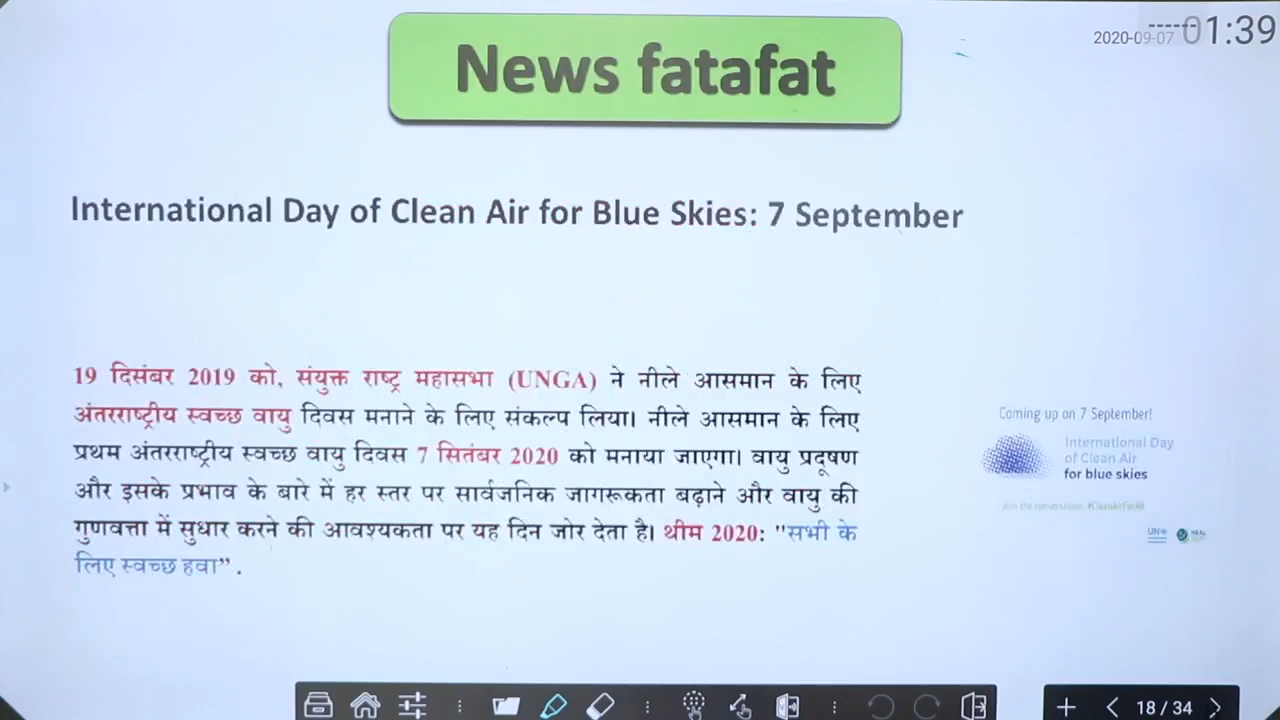 2020-09-07 01:39
News fatafat
International Day of Clean Air for Blue Skies: 7 September
19 दिसंबर 2019 को, संयुक्त राष्ट्र महासभा (UNGA) ने नीले आसमान के लिए
अंतरराष्ट्रीय स्वच्छ वायु दिवस मनाने के लिए संकल्प लिया। नीले आसमान के लिए
प्रथम अंतरराष्ट्रीय स्वच्छ वायु दिवस 7 सितंबर 2020 को मनाया जाएगा। वायु प्रदूषण
और इसके प्रभाव के बारे में हर स्तर पर सार्वजनिक जागरूकता बढ़ाने और वायु की
गुणवत्ता में सुधार करने की आवश्यकता पर यह दिन जोर देता है। थीम 2020: "सभी के
लिए स्वच्छ हवा” .
Coming up on 7 September!
International Day
of Clean Air
for blue skies
Join the conversation #CleanAirForAll
18 / 34